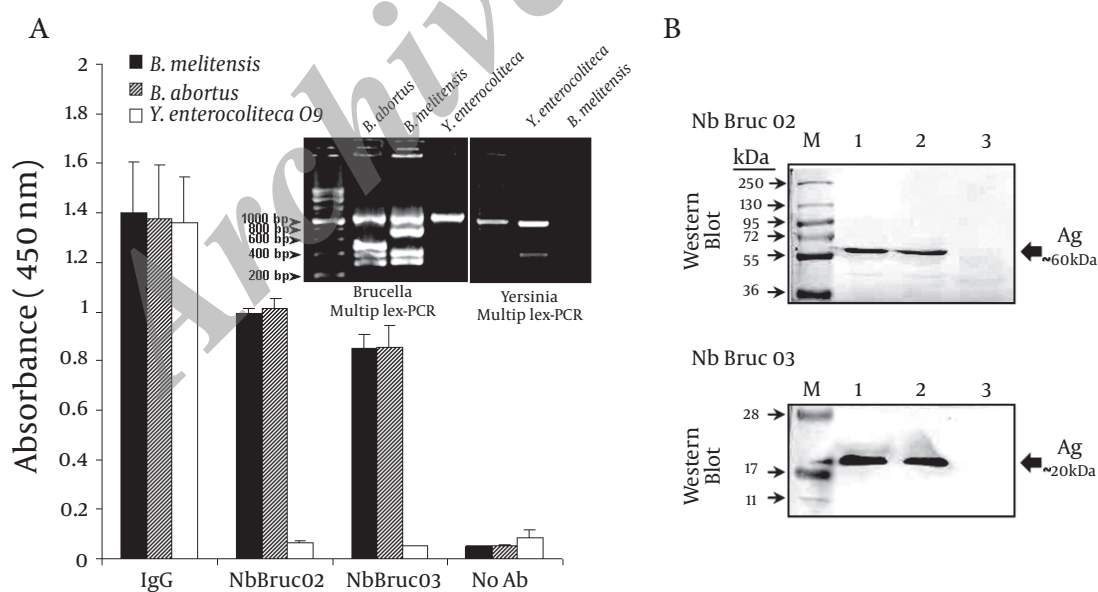 A
B. melitensis
B. abortus
Y. enterocoliteca O9
Absorbance ( 450 nm)
2
1.8
1.6
1.4
1.2
1
0.8
0.6
0.4
0.2
0
IgG
NbBruc02
NbBruc03
No Ab
B. abortus
B. melitensis
Y. enterocoliteca
Y. enterocoliteca
B. melitensis
1000 bp
800 bp
600 bp
400 bp
200 bp
Brucella
Multip lex-PCR
Yersinia
Multip lex-PCR
Archive
B
Nb Bruc 02
kDa
M 1 2 3
250
130
95
72
55
36
Western
Blot
Ag
~60kDa
Nb Bruc 03
M 1 2 3
28
17
11
Western
Blot
Ag
~20kDa